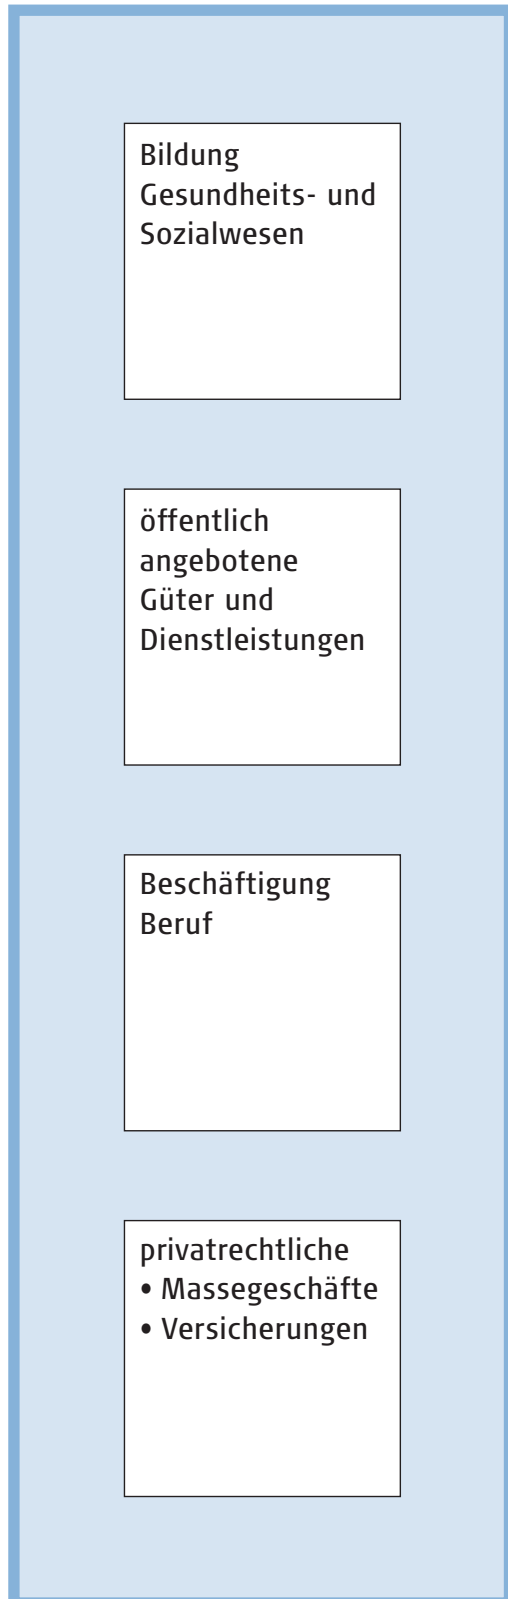 Bildung
Gesundheits- und
Sozialwesen
öffentlich
angebotene
Güter und
Dienstleistungen
Beschäftigung
Beruf
privatrechtliche
• Massegeschäfte
• Versicherungen